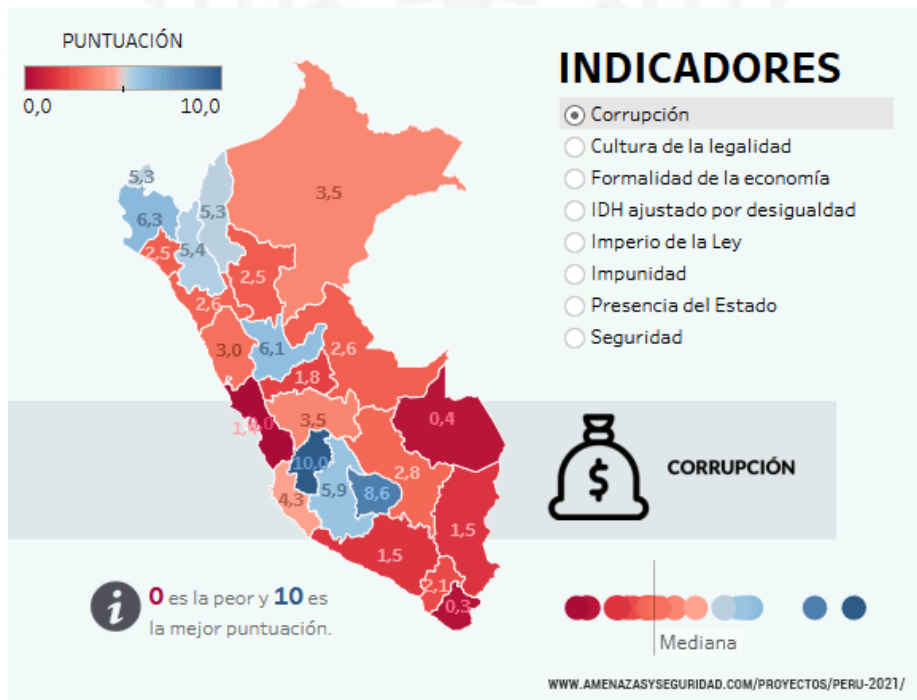 PUNTUACIÓN
0,0 10,0
INDICADORES
Corrupción
Cultura de la legalidad
Formalidad de la economía
IDH ajustado por desigualdad
Imperio de la Ley
Impunidad
Presencia del Estado
Seguridad
5,3
6,3
5,3
5,4
3,5
2,5
2,5
2,6
3,0
6,1
2,6
1,8
3,5
0,4
10,0
2,8
4,3
5,9
8,6
1,5
1,5
2,1
0,3
$
CORRUPCIÓN
0 es la peor y 10 es
la mejor puntuación.
Mediana
WWW.AMENAZASYSEGURIDAD.COM/PROYECTOS/PERU-2021/